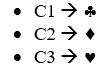 • C1 → ♣
• C2 → ♦
• C3 → ♥